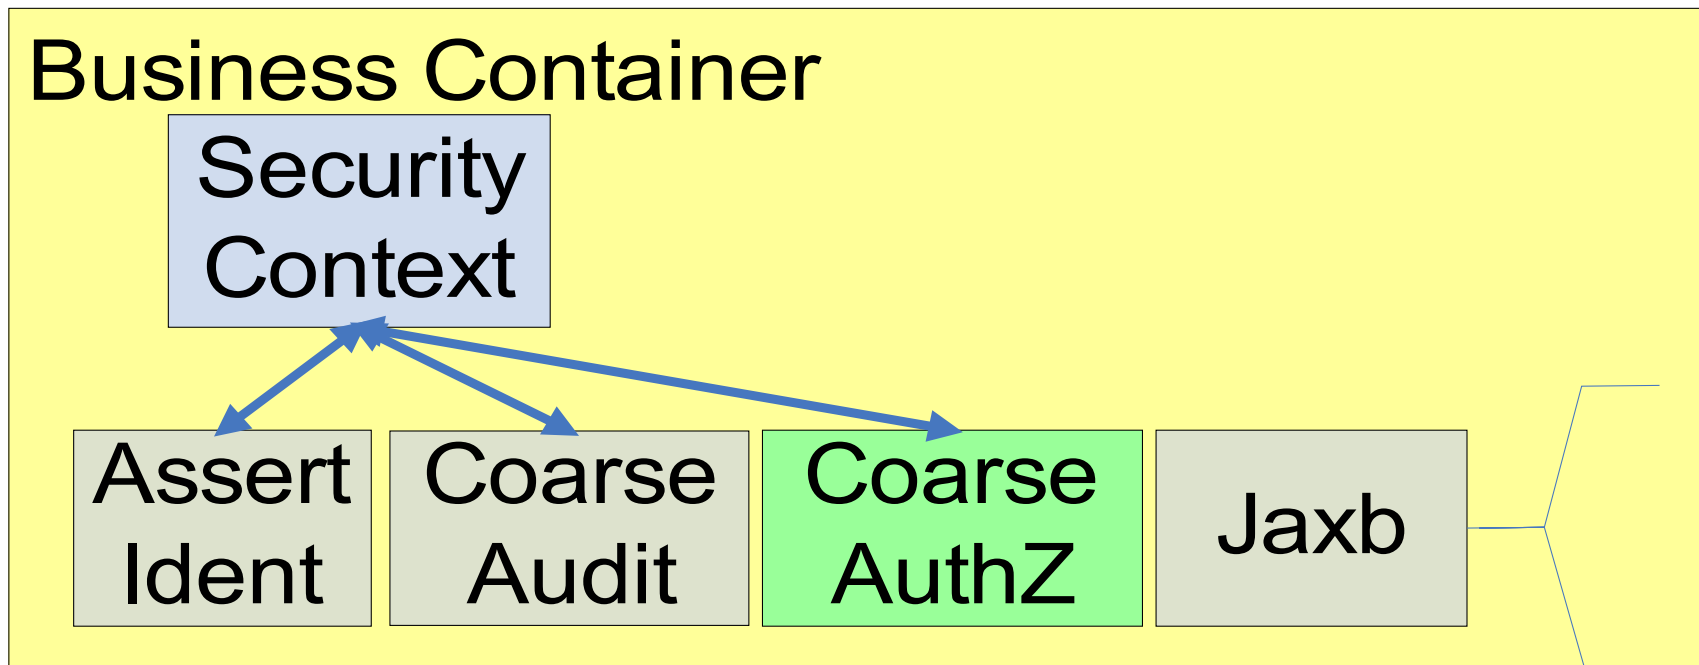 Business Container
Security
Context
Assert
Ident
Coarse
Audit
Coarse
AuthZ
Jaxb